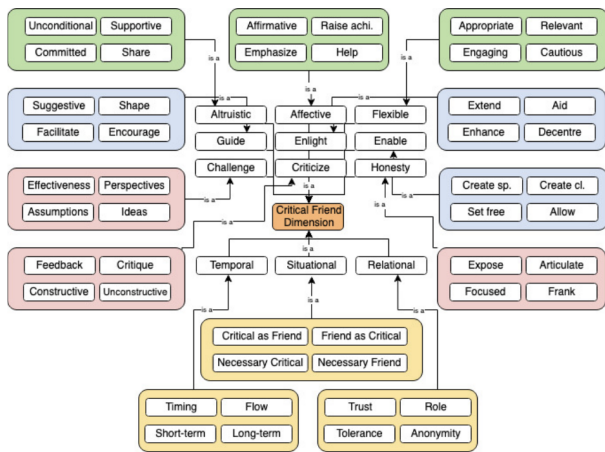 Unconditional Supportive
Committed Share
Affirmative Raise achi.
Emphasize Help
Appropriate Relevant
Engaging Cautious
is a
is a
is a
Suggestive Shape
Facilitate Encourage
is a
Altruistic Affective Flexible
Guide Enlight Enable
Challenge Criticize Honesty
is a
Extend Aid
Enhance Decentre
Effectiveness Perspectives
Assumptions Ideas
is a
is a
Critical Friend
Dimension
is a
Create sp. Create cl.
Set free Allow
Feedback Critique
Constructive Unconstructive
is a
is a
is a
Temporal Situational Relational
Expose Articulate
Focused Frank
is a
is a
is a
Critical as Friend Friend as Critical
Necessary Critical Necessary Friend
Timing Flow
Short-term Long-term
Trust Role
Tolerance Anonymity